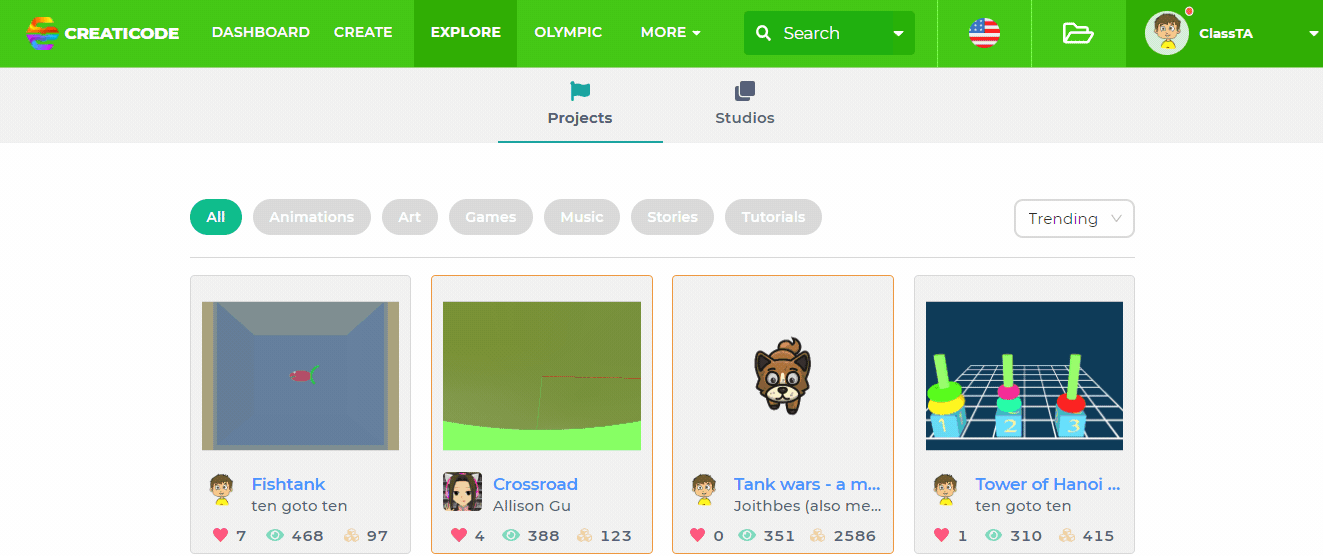 CREATICODE DASHBOARD CREATE EXPLORE OLYMPIC MORE Search ClassTA
Projects Studios
All Animations Art Games Music Stories Tutorials Trending
1 2 3
Fishtank Crossroad Tank wars - a m... Tower of Hanoi ...
ten goto ten Allison Gu Joithbes (also me... ten goto ten
7 468 97 4 388 123 0 351 2586 1 310 415